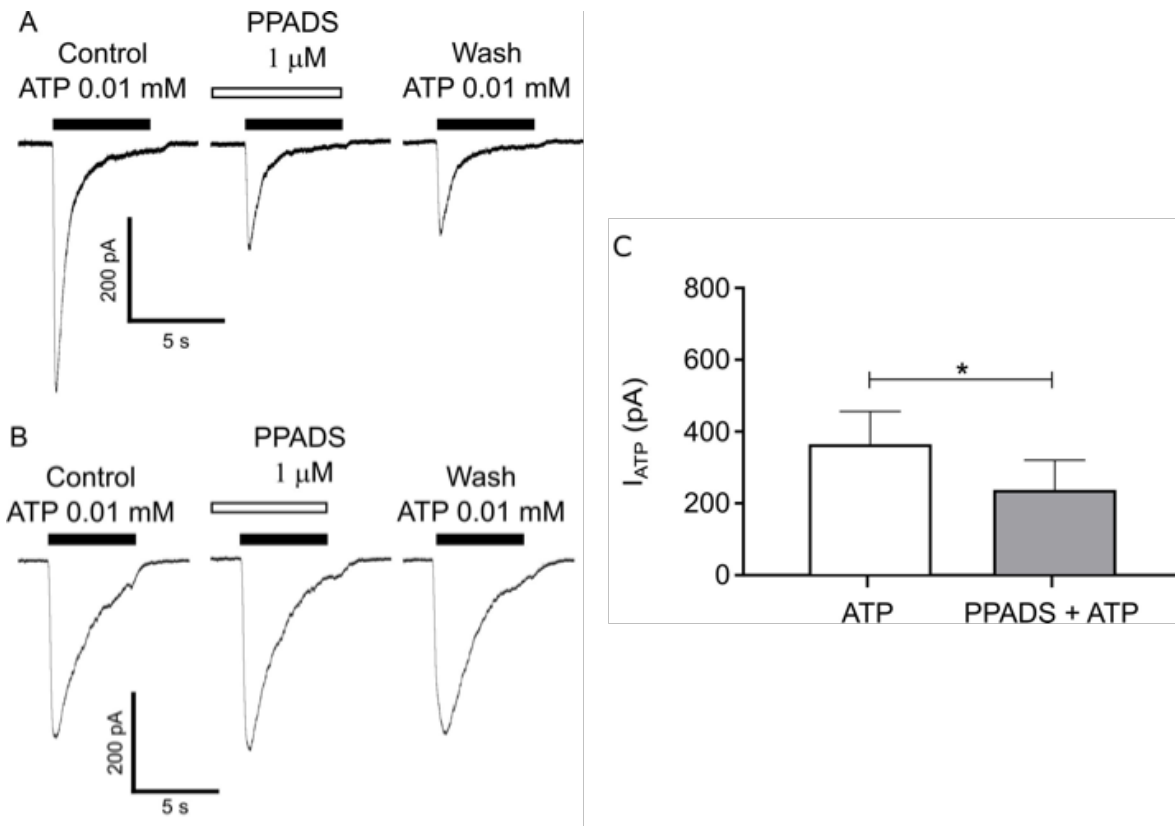 A
Control
ATP 0.01 mM
PPADS
1 μM
Wash
ATP 0.01 mM
200 pA
5 s
B
Control
ATP 0.01 mM
PPADS
1 μM
Wash
ATP 0.01 mM
200 pA
5 s
C
800
600
400
200
0
I_ATP (pA)
*
ATP
PPADS + ATP